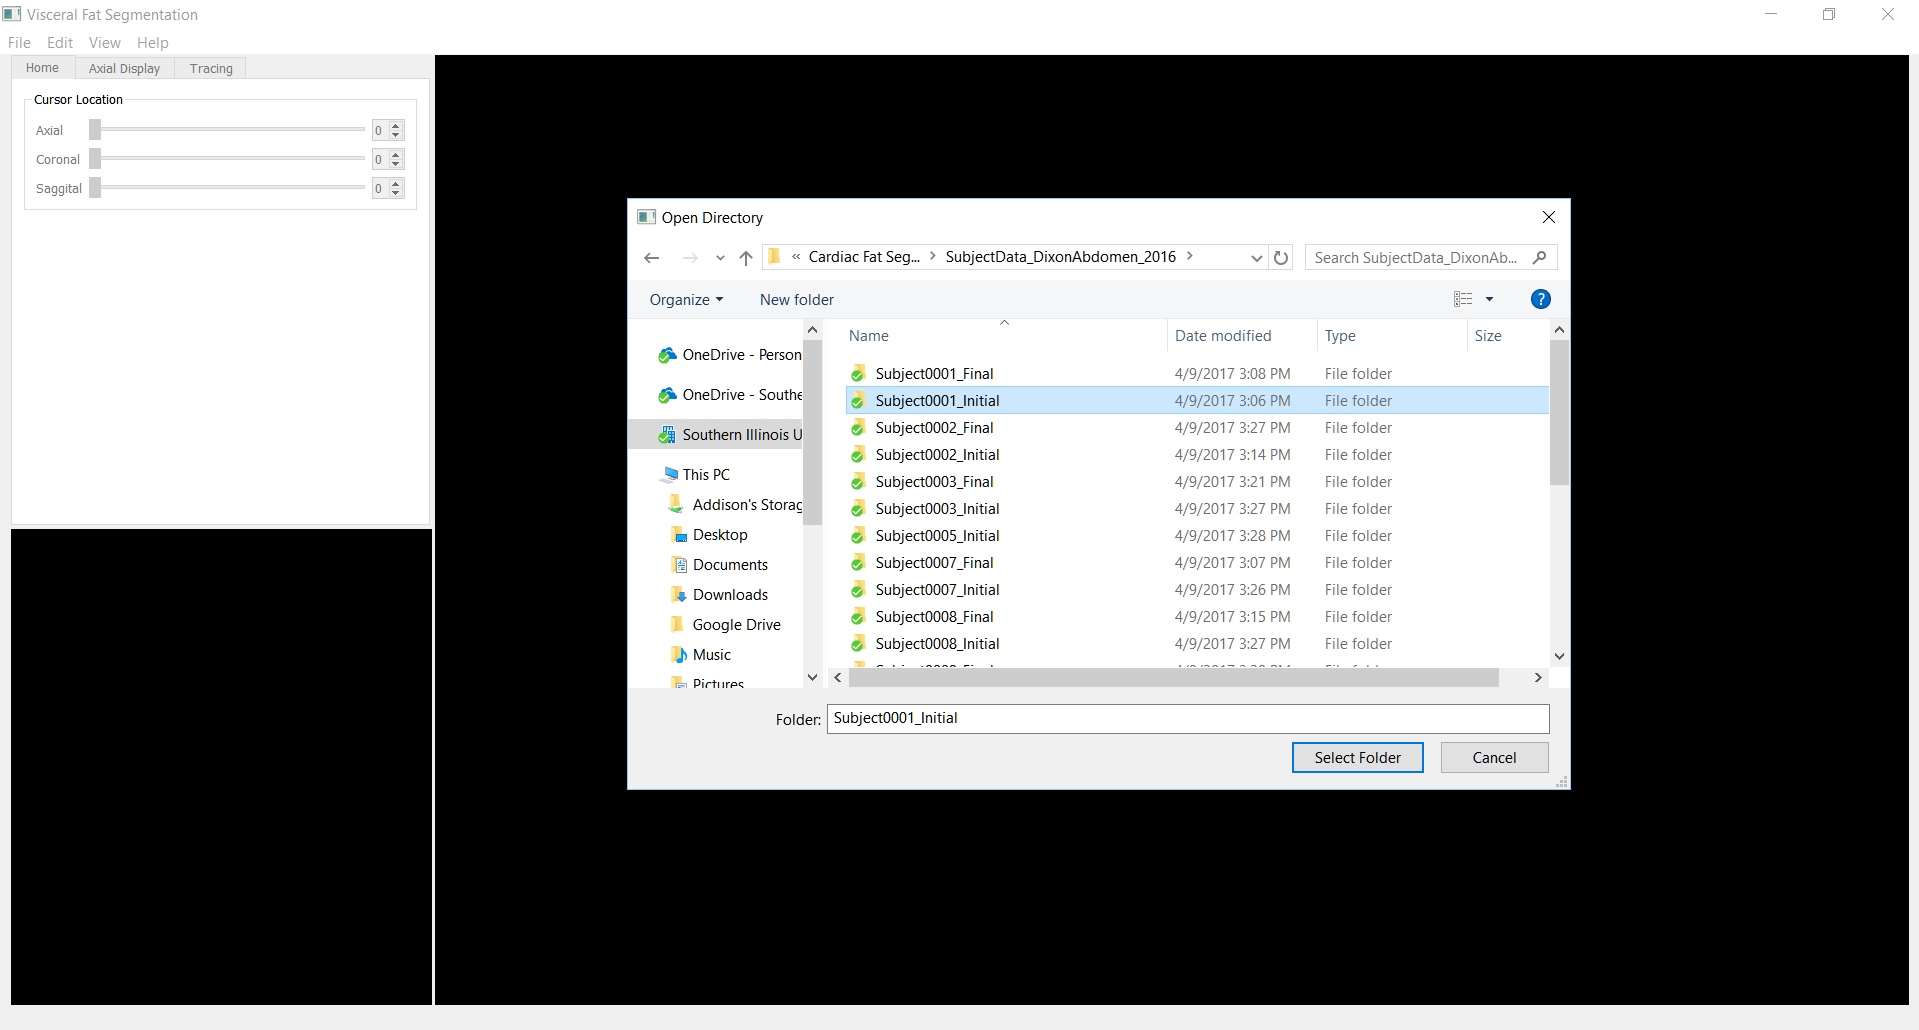 Visceral Fat Segmentation
File Edit View Help
Home Axial Display Tracing
Cursor Location
Axial 0
Coronal 0
Saggital 0
Open Directory
« Cardiac Fat Seg... > SubjectData_DixonAbdomen_2016 >
Search SubjectData_DixonAb...
Organize New folder
?
OneDrive - Person
OneDrive - Southe
Southern Illinois U
This PC
Addison's Storag
Desktop
Documents
Downloads
Google Drive
Music
Pictures
Name Date modified Type Size
Subject0001_Final 4/9/2017 3:08 PM File folder
Subject0001_Initial 4/9/2017 3:06 PM File folder
Subject0002_Final 4/9/2017 3:27 PM File folder
Subject0002_Initial 4/9/2017 3:14 PM File folder
Subject0003_Final 4/9/2017 3:21 PM File folder
Subject0003_Initial 4/9/2017 3:27 PM File folder
Subject0005_Initial 4/9/2017 3:28 PM File folder
Subject0007_Final 4/9/2017 3:07 PM File folder
Subject0007_Initial 4/9/2017 3:26 PM File folder
Subject0008_Final 4/9/2017 3:15 PM File folder
Subject0008_Initial 4/9/2017 3:27 PM File folder
Folder: Subject0001_Initial
Select Folder Cancel